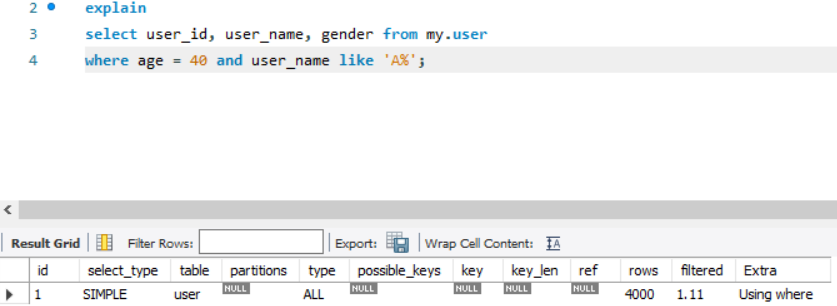 2 explain
3 select user_id, user_name, gender from my.user
4 where age = 40 and user_name like 'A%';
Result Grid Filter Rows: Export: Wrap Cell Content: IA
id select_type table partitions type possible_keys key key_len ref rows filtered Extra
1 SIMPLE user NULL ALL NULL NULL NULL NULL 4000 1.11 Using where